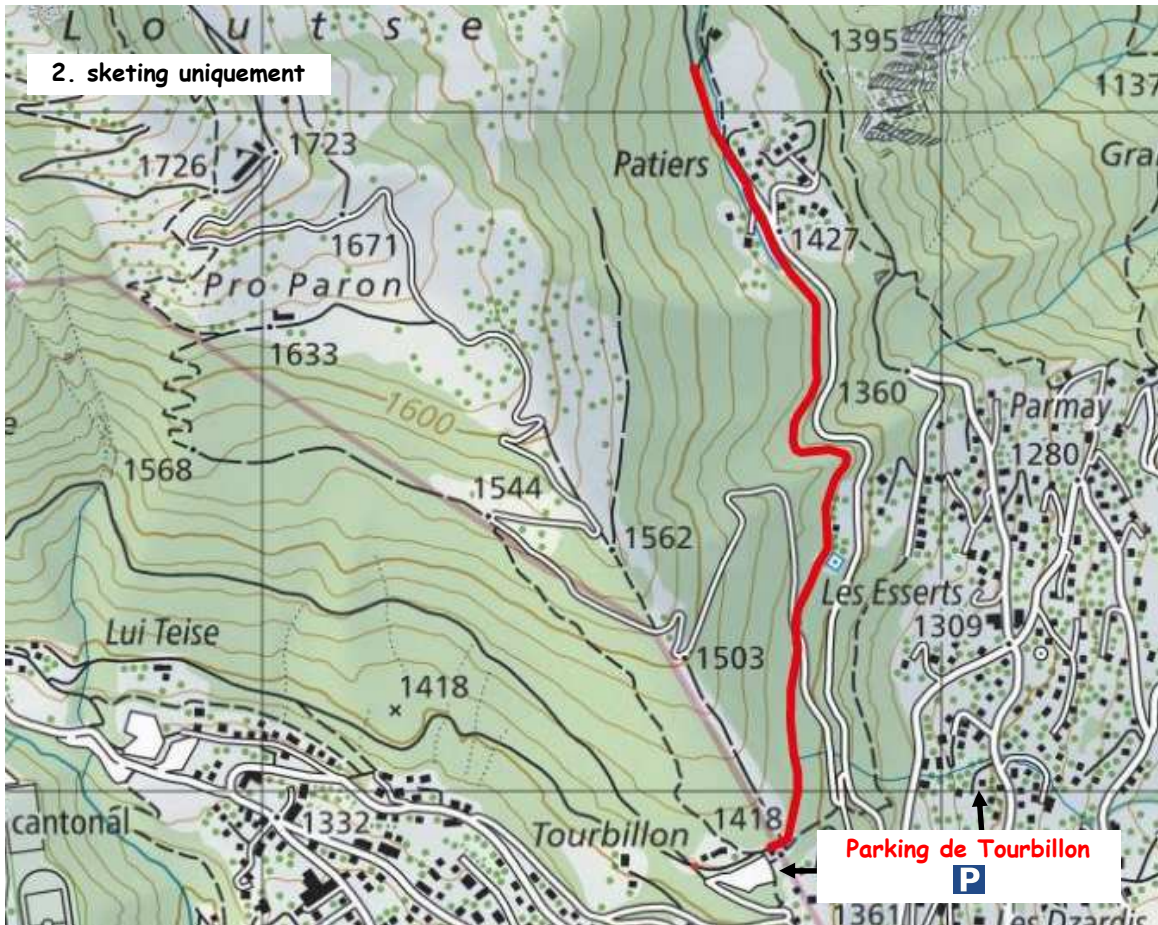 L o u t s e
2. sketing uniquement
1395
1137
1723
1726
Patiers
Gra
1671
1427
Pro Paron
1633
1360
1600
Parmay
1280
1568
1544
1562
Les Esserts
1309
Lui Teise
1503
1418
cantonal
1332
Tourbillon
1418
Parking de Tourbillon
P
1361
Les Dzardis